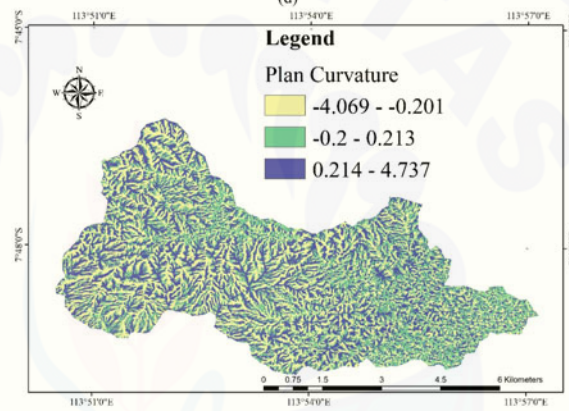 (d)
113°51'0"E 113°54'0"E 113°57'0"E
7°45'0"S
Legend
Plan Curvature
-4.069 - -0.201
-0.2 - 0.213
0.214 - 4.737
N
W E
S
7°48'0"S
0 0.75 1.5 3 4.5 6 Kilometers
113°51'0"E 113°54'0"E 113°57'0"E